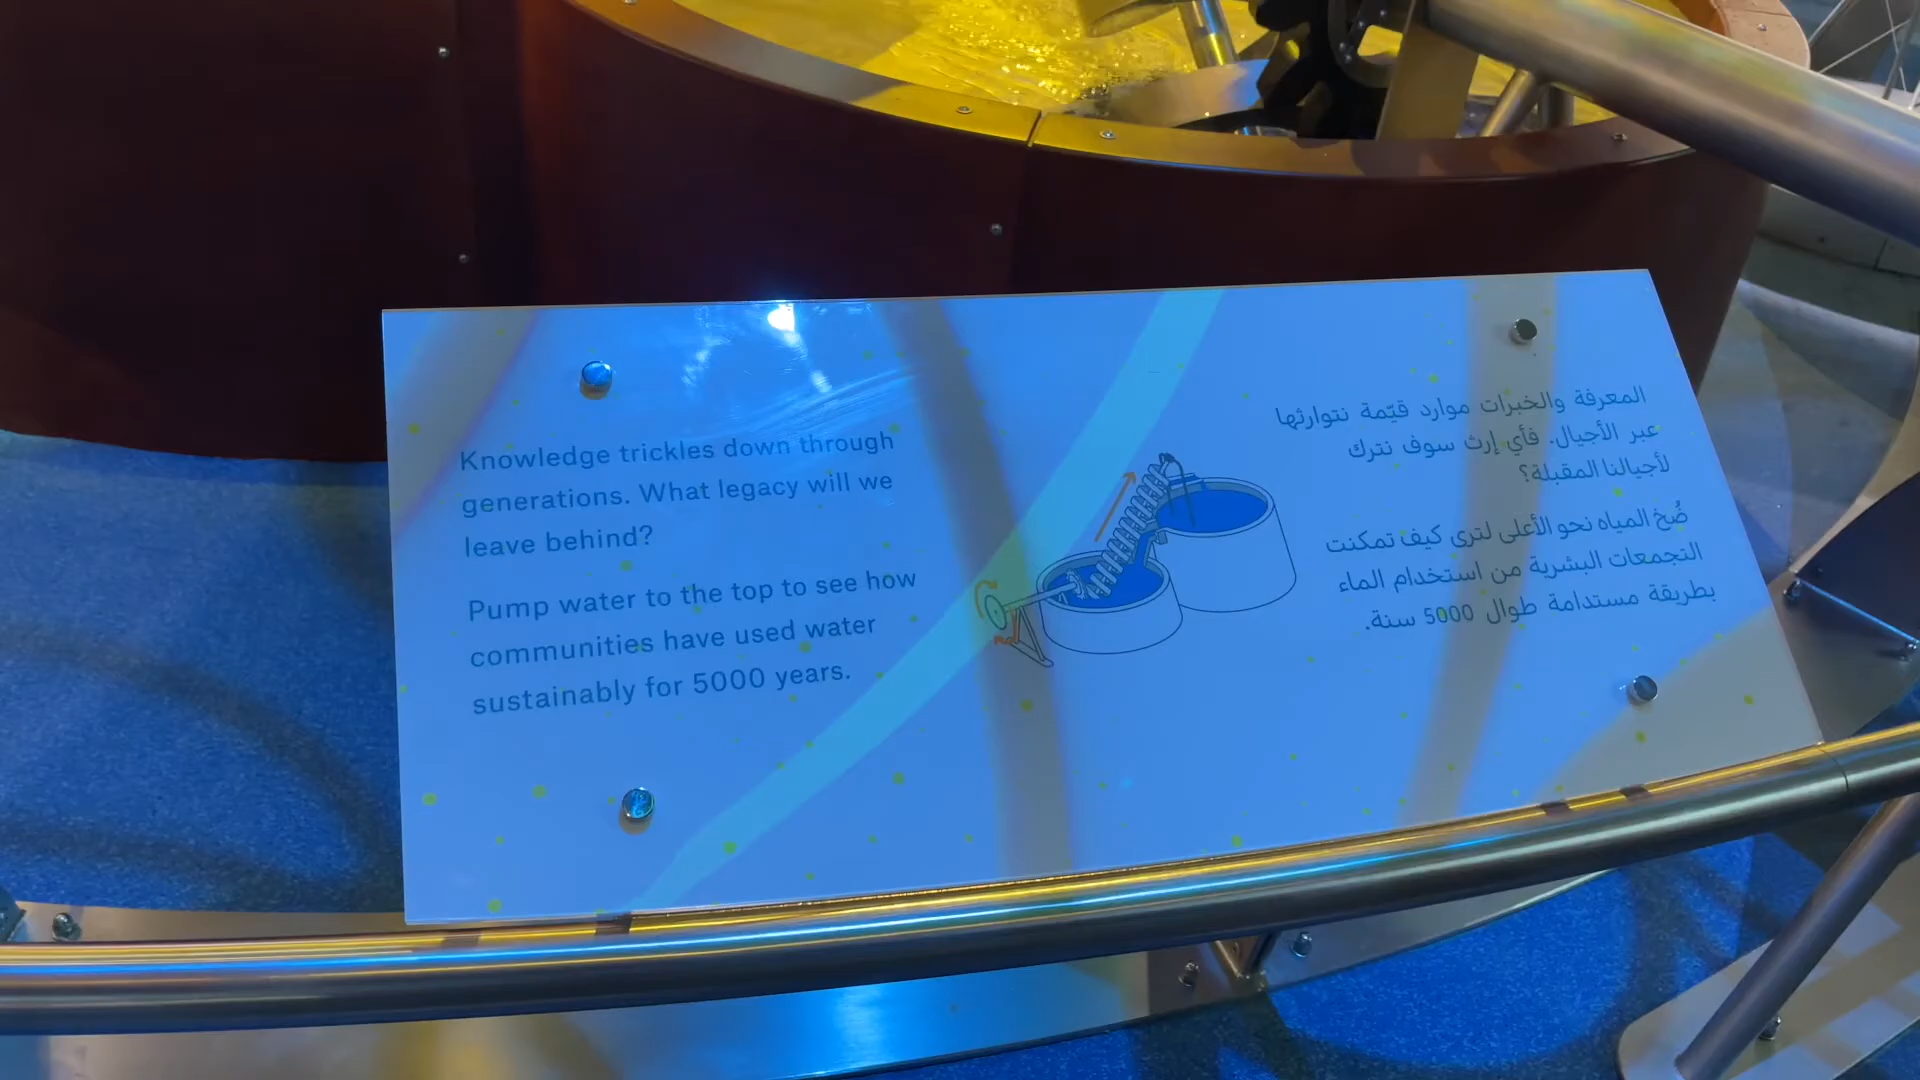 Knowledge trickles down through
generations. What legacy will we
leave behind?
Pump water to the top to see how
communities have used water
sustainably for 5000 years.
المعرفة والخبرات موارد قيّمة نتوارثها
عبر الأجيال. فأي إرث سوف نترك
لأجيالنا المقبلة؟
ضُخ المياه نحو الأعلى لترى كيف تمكنت
التجمعات البشرية من استخدام الماء
بطريقة مستدامة طوال 5000 سنة.